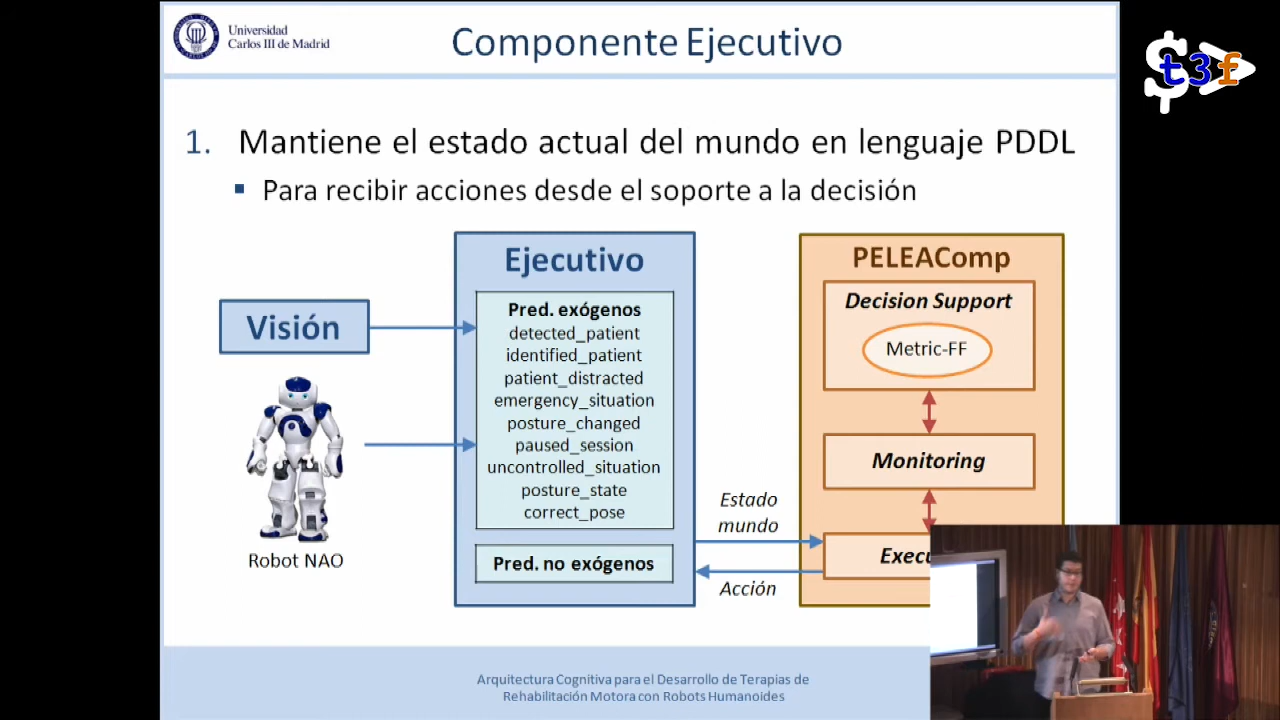 Universidad
Carlos III de Madrid
Componente Ejecutivo
$t3f
1. Mantiene el estado actual del mundo en lenguaje PDDL
▪ Para recibir acciones desde el soporte a la decisión
Visión
Robot NAO
Ejecutivo
Pred. exógenos
detected_patient
identified_patient
patient_distracted
emergency_situation
posture_changed
paused_session
uncontrolled_situation
posture_state
correct_pose
Pred. no exógenos
Estado
mundo
Acción
PELEAComp
Decision Support
Metric-FF
Monitoring
Execu
Arquitectura Cognitiva para el Desarrollo de Terapias de
Rehabilitación Motora con Robots Humanoides